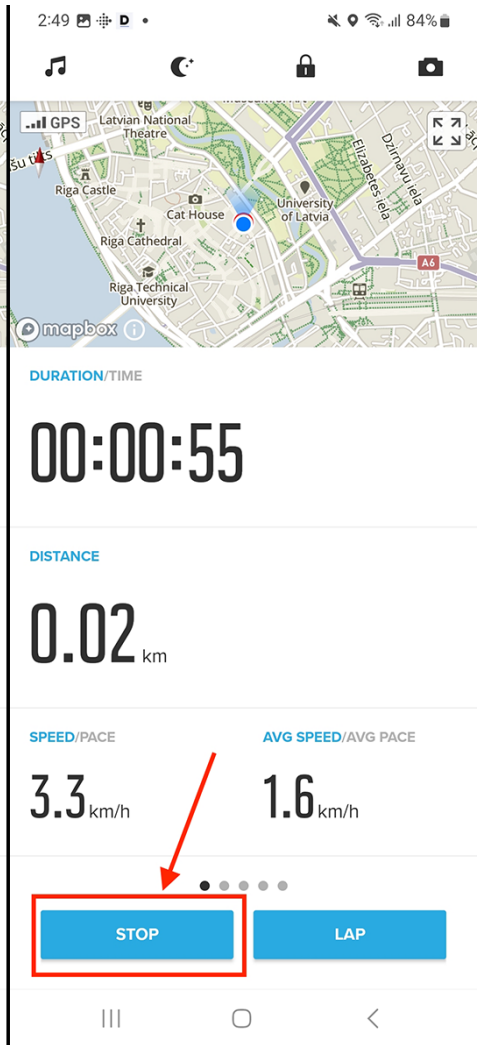 2:49 D • 84%
GPS
Latvian National
Theatre
šu tilts
Elizabetes iela
Dzirnavu iela
Riga Castle
Cat House
University
of Latvia
Riga Cathedral
A6
Riga Technical
University
mapbox
DURATION/TIME
00:00:55
DISTANCE
0.02 km
SPEED/PACE AVG SPEED/AVG PACE
3.3 km/h 1.6 km/h
STOP LAP